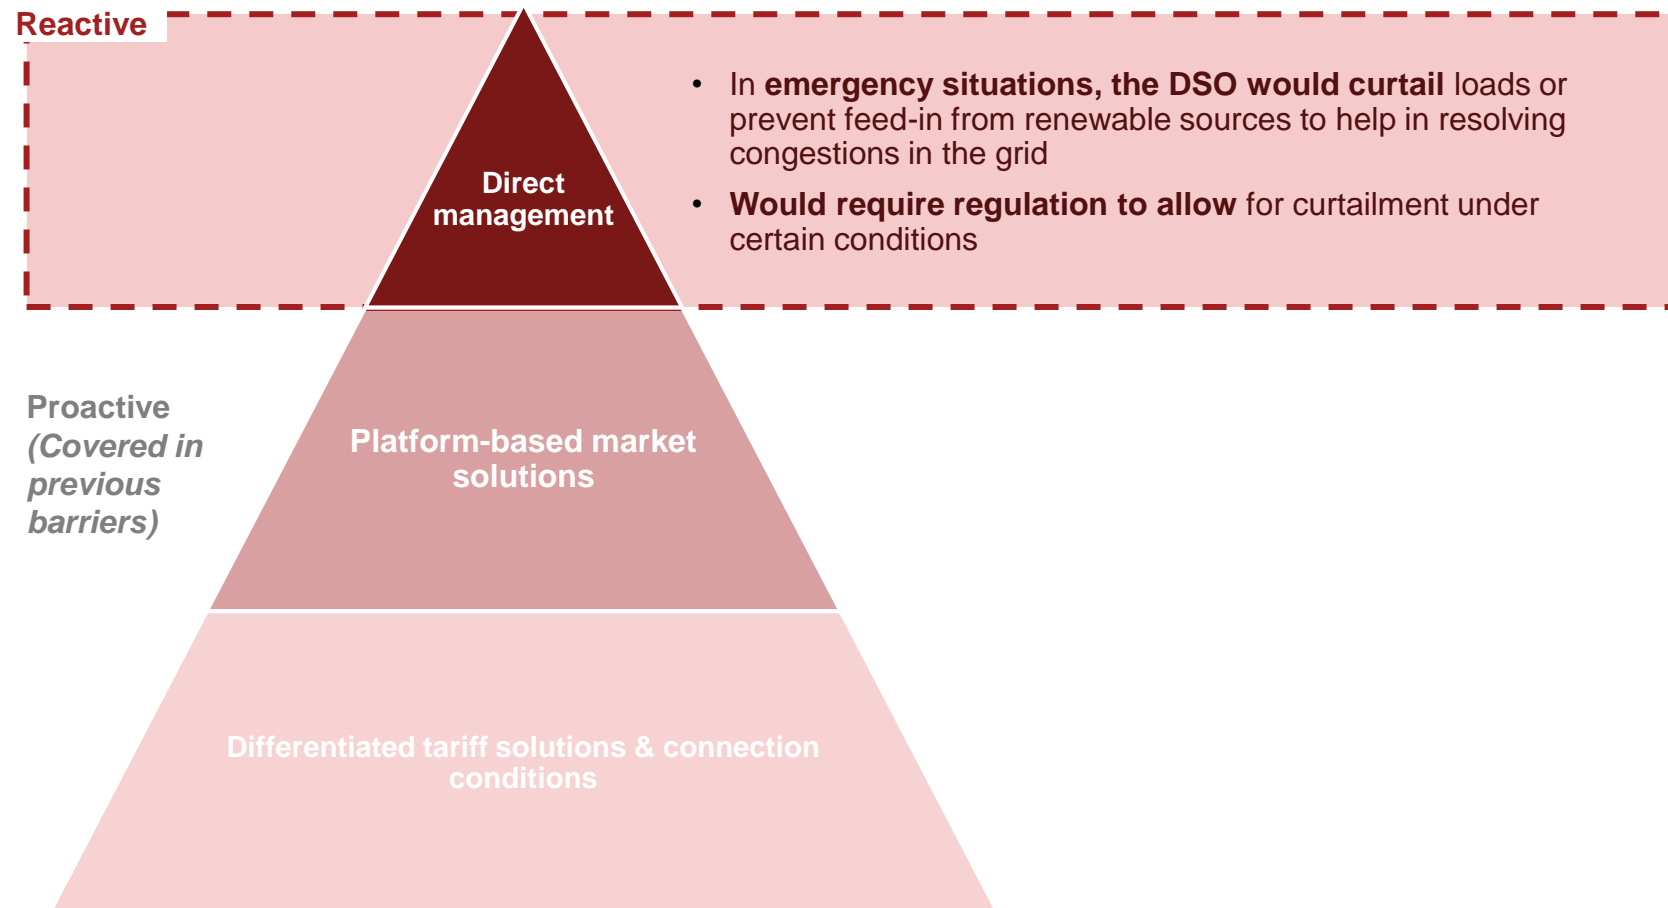 Reactive
• In emergency situations, the DSO would curtail loads or
prevent feed-in from renewable sources to help in resolving
congestions in the grid
• Would require regulation to allow for curtailment under
certain conditions
Direct
management
Proactive
(Covered in
previous
barriers)
Platform-based market
solutions
Differentiated tariff solutions & connection
conditions